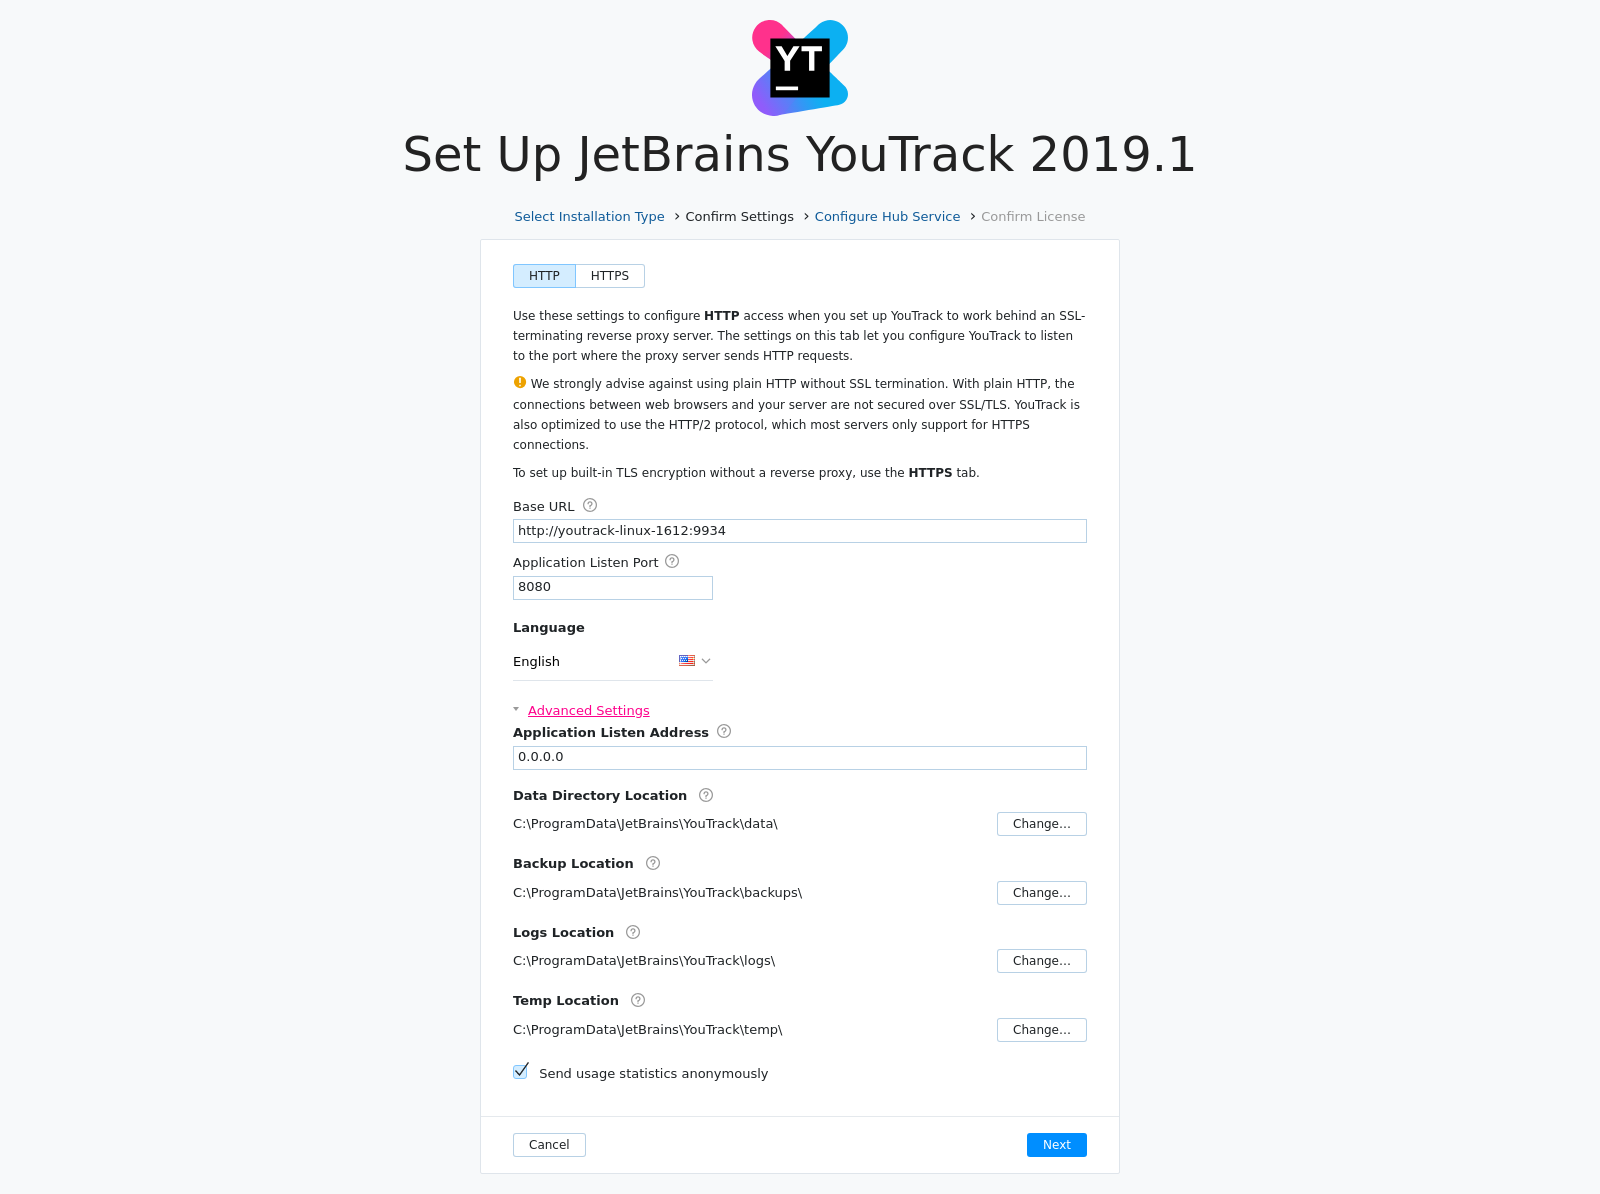 YT
Set Up JetBrains YouTrack 2019.1
Select Installation Type › Confirm Settings › Configure Hub Service › Confirm License
HTTP HTTPS
Use these settings to configure HTTP access when you set up YouTrack to work behind an SSL-
terminating reverse proxy server. The settings on this tab let you configure YouTrack to listen
to the port where the proxy server sends HTTP requests.
We strongly advise against using plain HTTP without SSL termination. With plain HTTP, the
connections between web browsers and your server are not secured over SSL/TLS. YouTrack is
also optimized to use the HTTP/2 protocol, which most servers only support for HTTPS
connections.
To set up built-in TLS encryption without a reverse proxy, use the HTTPS tab.
Base URL
http://youtrack-linux-1612:9934
Application Listen Port
8080
Language
English
Advanced Settings
Application Listen Address
0.0.0.0
Data Directory Location
C:\ProgramData\JetBrains\YouTrack\data\ Change...
Backup Location
C:\ProgramData\JetBrains\YouTrack\backups\ Change...
Logs Location
C:\ProgramData\JetBrains\YouTrack\logs\ Change...
Temp Location
C:\ProgramData\JetBrains\YouTrack\temp\ Change...
Send usage statistics anonymously
Cancel Next